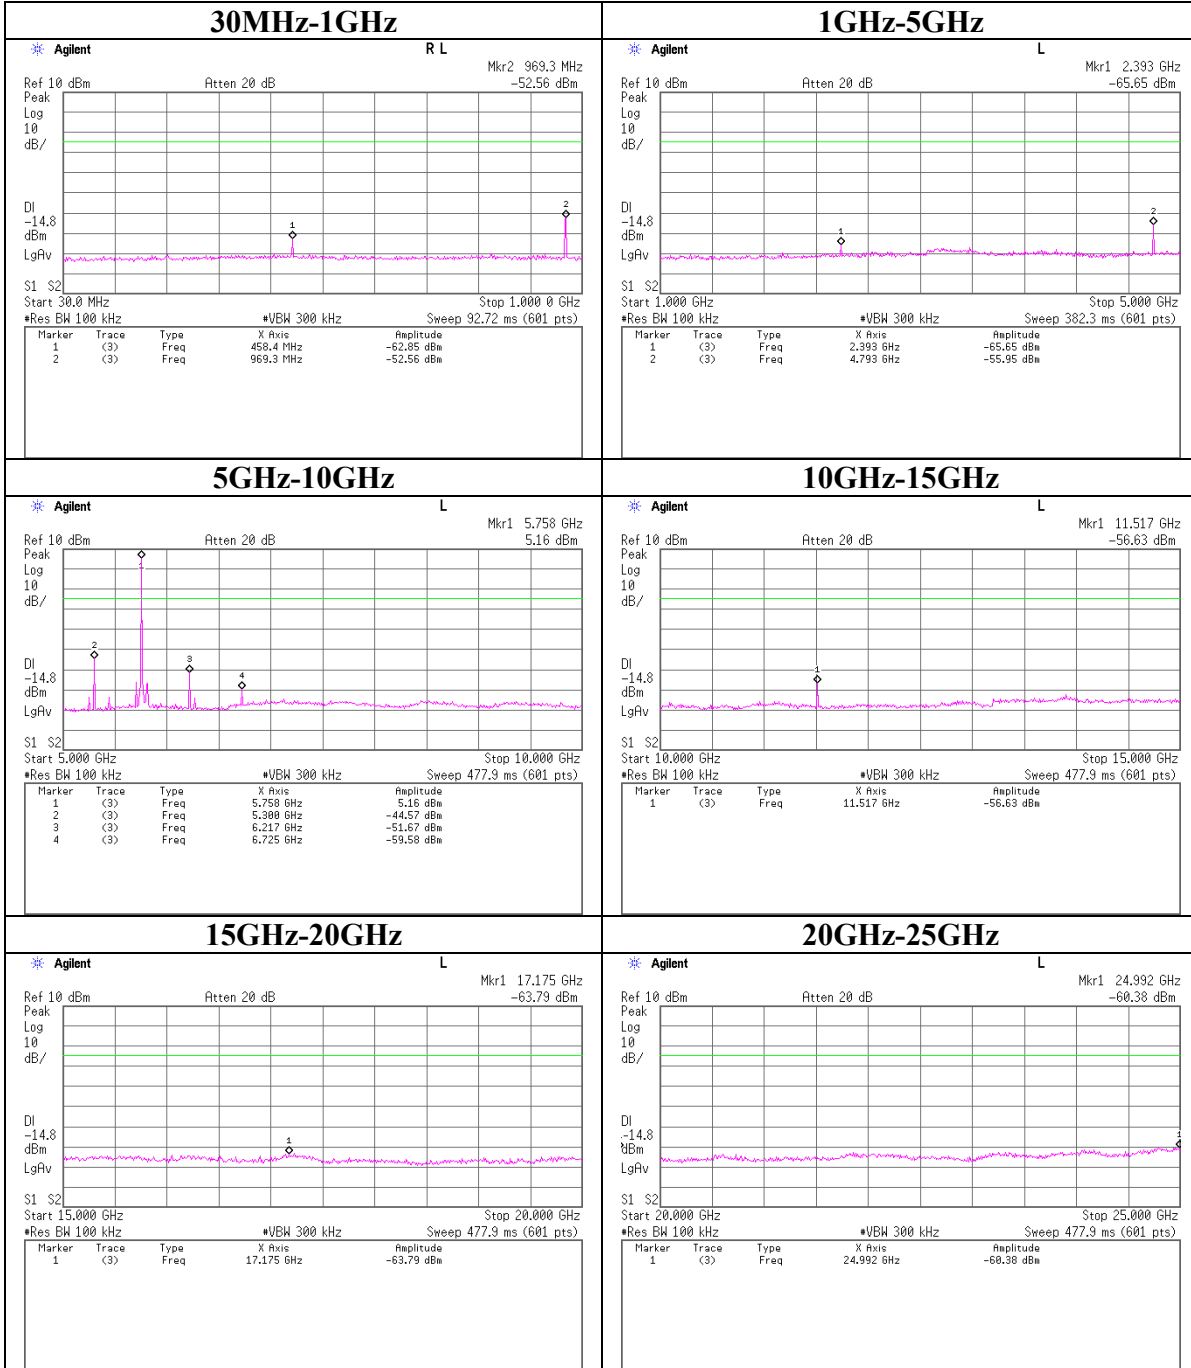 30MHz-1GHz
Agilent R L
Mkr2 969.3 MHz
Ref 10 dBm Atten 20 dB -52.56 dBm
Peak
Log
10
dB/
2
1
DI
-14.8
dBm
LgAv
S1 S2
Start 30.0 MHz Stop 1.000 0 GHz
#Res BW 100 kHz #VBW 300 kHz Sweep 92.72 ms (601 pts)
Marker Trace Type X Axis Amplitude
1 (3) Freq 458.4 MHz -62.85 dBm
2 (3) Freq 969.3 MHz -52.56 dBm
1GHz-5GHz
Agilent L
Mkr1 2.393 GHz
Ref 10 dBm Atten 20 dB -65.65 dBm
Peak
Log
10
dB/
2
1
DI
-14.8
dBm
LgAv
S1 S2
Start 1.000 GHz Stop 5.000 GHz
#Res BW 100 kHz #VBW 300 kHz Sweep 382.3 ms (601 pts)
Marker Trace Type X Axis Amplitude
1 (3) Freq 2.393 GHz -65.65 dBm
2 (3) Freq 4.793 GHz -55.95 dBm
5GHz-10GHz
Agilent L
Mkr1 5.758 GHz
Ref 10 dBm Atten 20 dB 5.16 dBm
Peak
Log
10
dB/
1
2
3
4
DI
-14.8
dBm
LgAv
S1 S2
Start 5.000 GHz Stop 10.000 GHz
#Res BW 100 kHz #VBW 300 kHz Sweep 477.9 ms (601 pts)
Marker Trace Type X Axis Amplitude
1 (3) Freq 5.758 GHz 5.16 dBm
2 (3) Freq 5.300 GHz -44.57 dBm
3 (3) Freq 6.217 GHz -51.67 dBm
4 (3) Freq 6.725 GHz -59.58 dBm
10GHz-15GHz
Agilent L
Mkr1 11.517 GHz
Ref 10 dBm Atten 20 dB -56.63 dBm
Peak
Log
10
dB/
1
DI
-14.8
dBm
LgAv
S1 S2
Start 10.000 GHz Stop 15.000 GHz
#Res BW 100 kHz #VBW 300 kHz Sweep 477.9 ms (601 pts)
Marker Trace Type X Axis Amplitude
1 (3) Freq 11.517 GHz -56.63 dBm
15GHz-20GHz
Agilent L
Mkr1 17.175 GHz
Ref 10 dBm Atten 20 dB -63.79 dBm
Peak
Log
10
dB/
1
DI
-14.8
dBm
LgAv
S1 S2
Start 15.000 GHz Stop 20.000 GHz
#Res BW 100 kHz #VBW 300 kHz Sweep 477.9 ms (601 pts)
Marker Trace Type X Axis Amplitude
1 (3) Freq 17.175 GHz -63.79 dBm
20GHz-25GHz
Agilent L
Mkr1 24.992 GHz
Ref 10 dBm Atten 20 dB -60.38 dBm
Peak
Log
10
dB/
1
DI
-14.8
dBm
LgAv
S1 S2
Start 20.000 GHz Stop 25.000 GHz
#Res BW 100 kHz #VBW 300 kHz Sweep 477.9 ms (601 pts)
Marker Trace Type X Axis Amplitude
1 (3) Freq 24.992 GHz -60.38 dBm